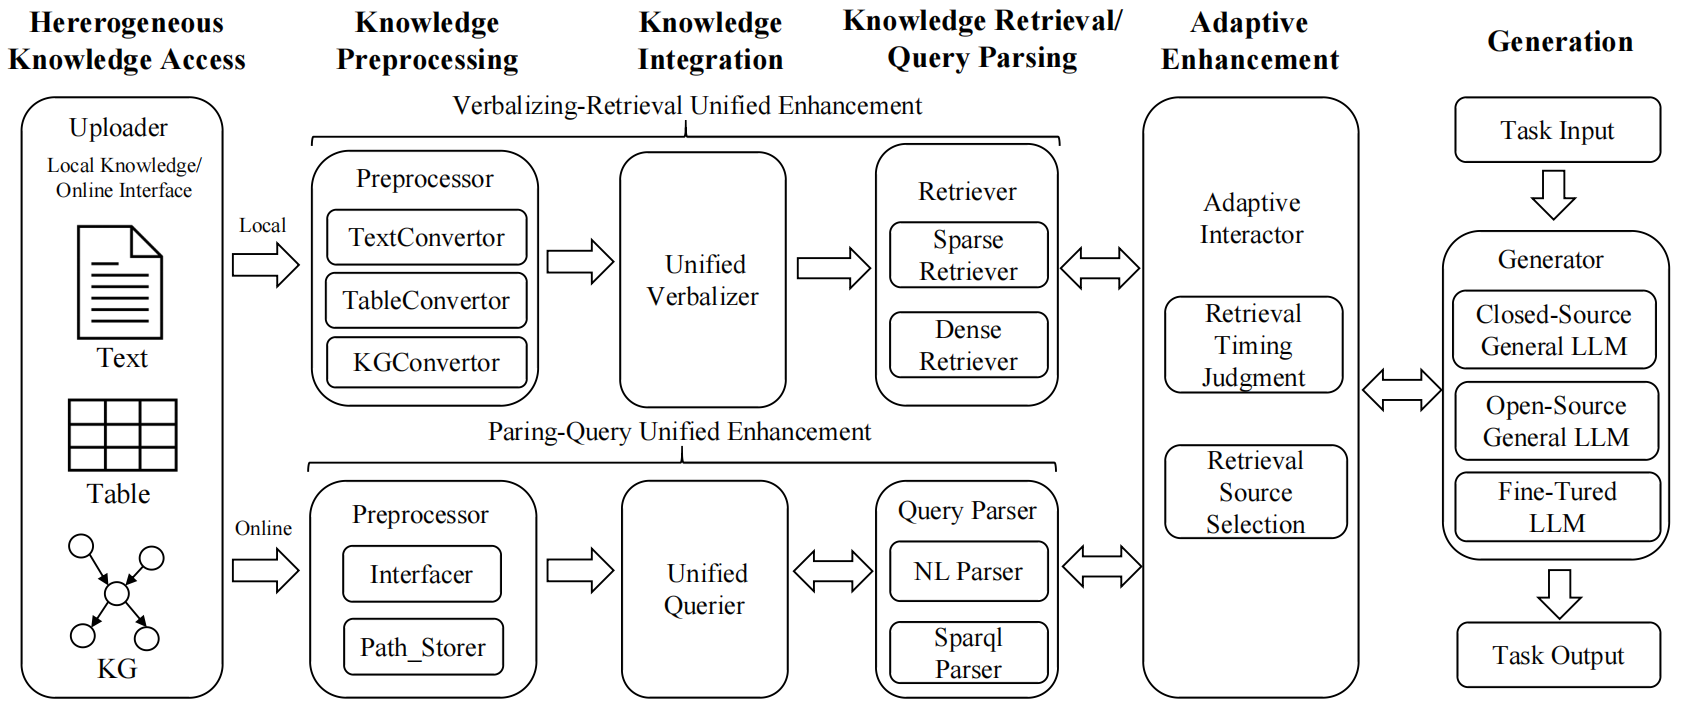 Hererogeneous
Knowledge Access
Knowledge
Preprocessing
Knowledge
Integration
Knowledge Retrieval/
Query Parsing
Adaptive
Enhancement
Generation
Uploader
Local Knowledge/
Online Interface
Text
Table
KG
Local
Online
Verbalizing-Retrieval Unified Enhancement
Preprocessor
TextConvertor
TableConvertor
KGConvertor
Unified
Verbalizer
Retriever
Sparse
Retriever
Dense
Retriever
Paring-Query Unified Enhancement
Preprocessor
Interfacer
Path_Storer
Unified
Querier
Query Parser
NL Parser
Sparql
Parser
Adaptive
Interactor
Retrieval
Timing
Judgment
Retrieval
Source
Selection
Task Input
Generator
Closed-Source
General LLM
Open-Source
General LLM
Fine-Tured
LLM
Task Output